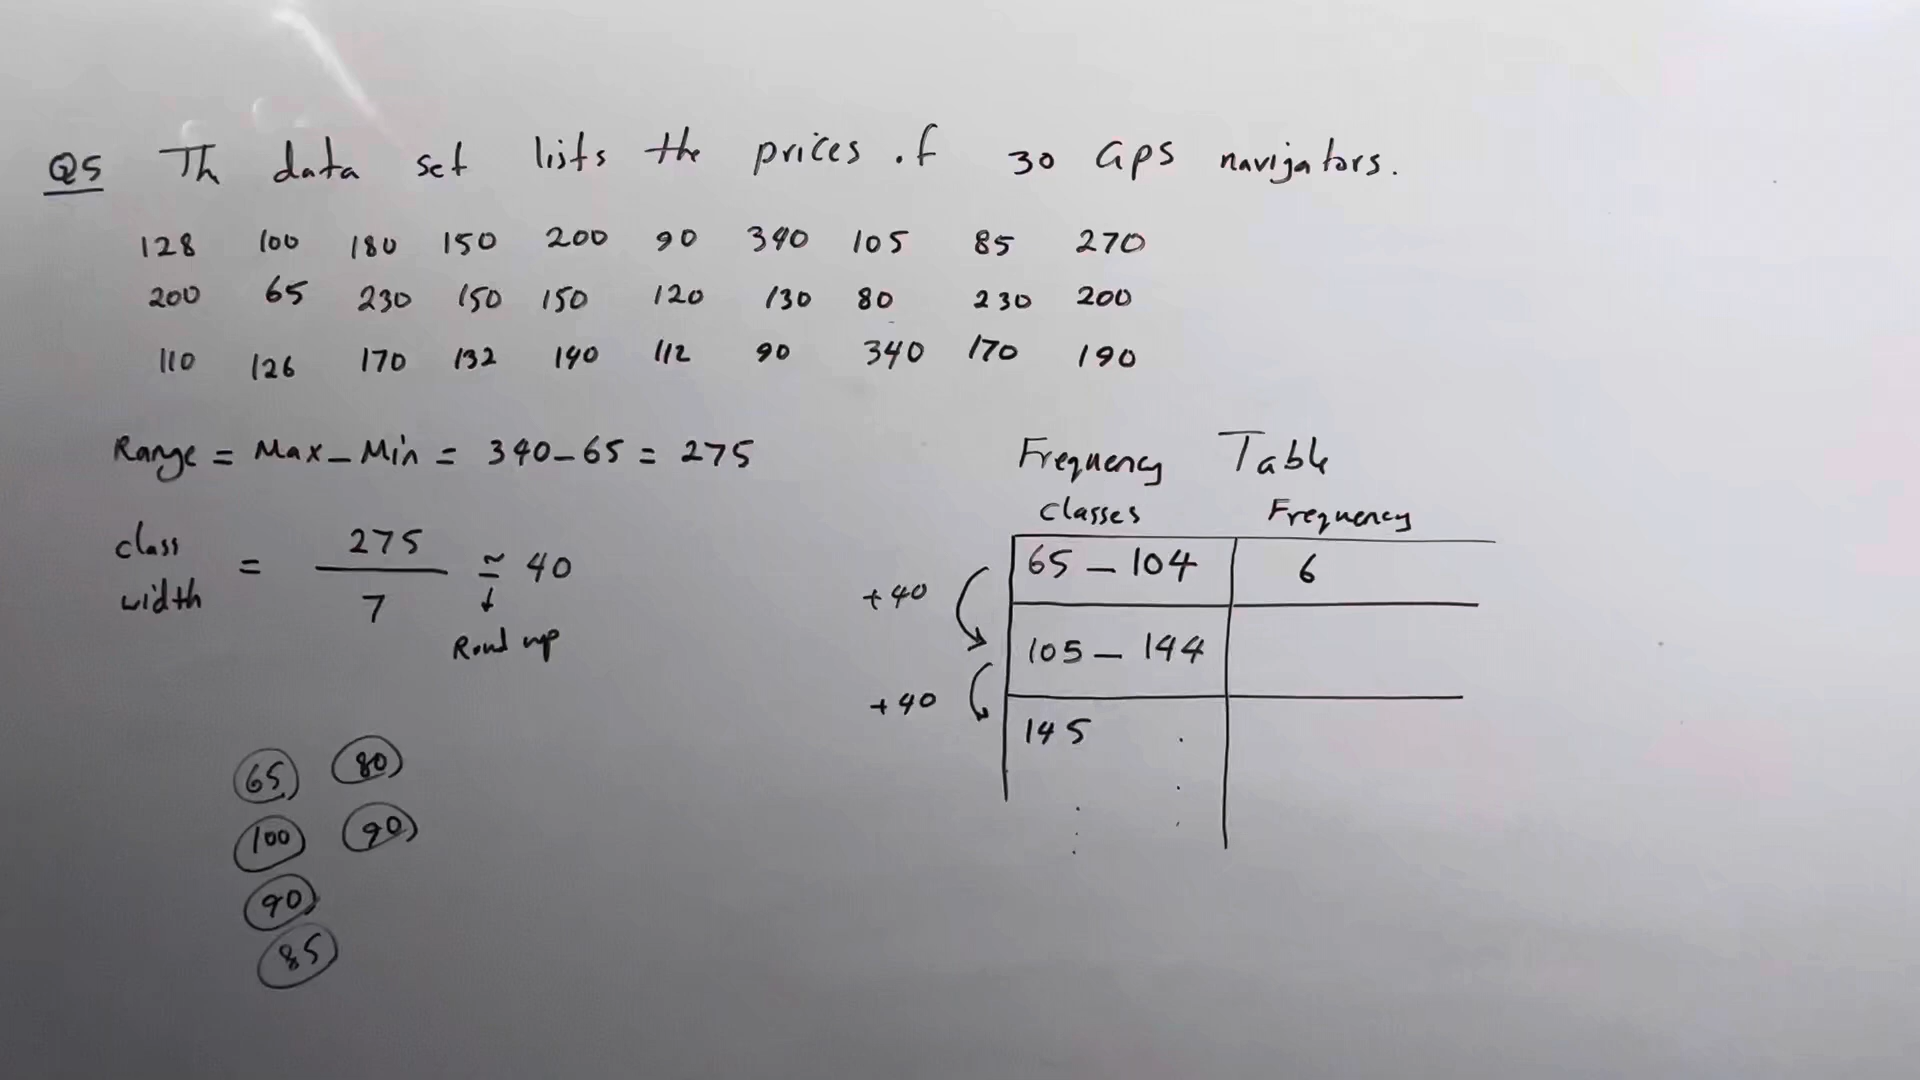 Q5 Th data set lists the prices of 30 GPS navigators.
128 100 180 150 200 90 340 105 85 270
200 65 230 150 150 120 130 80 230 200
110 126 170 132 140 112 90 340 170 190
Range = Max - Min = 340 - 65 = 275
class width = 275 / 7 ≃ 40
↓
Round up
65 80
100 90
90
85
Frequency Table
classes Frequency
65 - 104 6
+40
105 - 144
+40
145 .